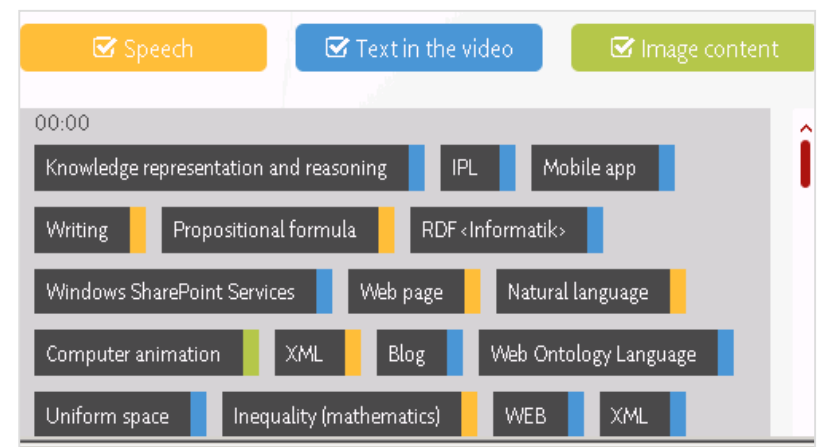 Speech Text in the video Image content
00:00
Knowledge representation and reasoning IPL Mobile app
Writing Propositional formula RDF <Informatik>
Windows SharePoint Services Web page Natural language
Computer animation XML Blog Web Ontology Language
Uniform space Inequality (mathematics) WEB XML